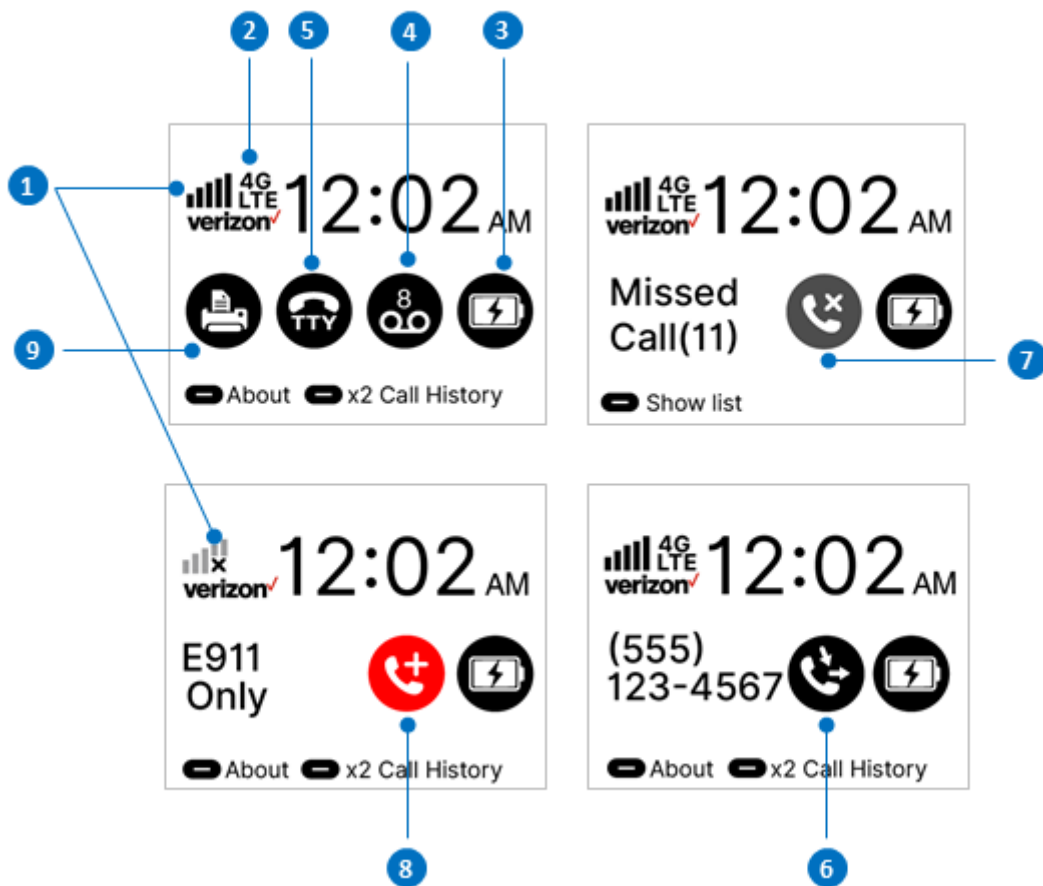 2 5 4 3
1
4G
LTE
verizon
12:02 AM
TTY
8
9
About x2 Call History
4G
LTE
verizon
12:02 AM
Missed
Call(11)
7
Show list
verizon
12:02 AM
E911
Only
About x2 Call History
8
4G
LTE
verizon
12:02 AM
(555)
123-4567
About x2 Call History
6